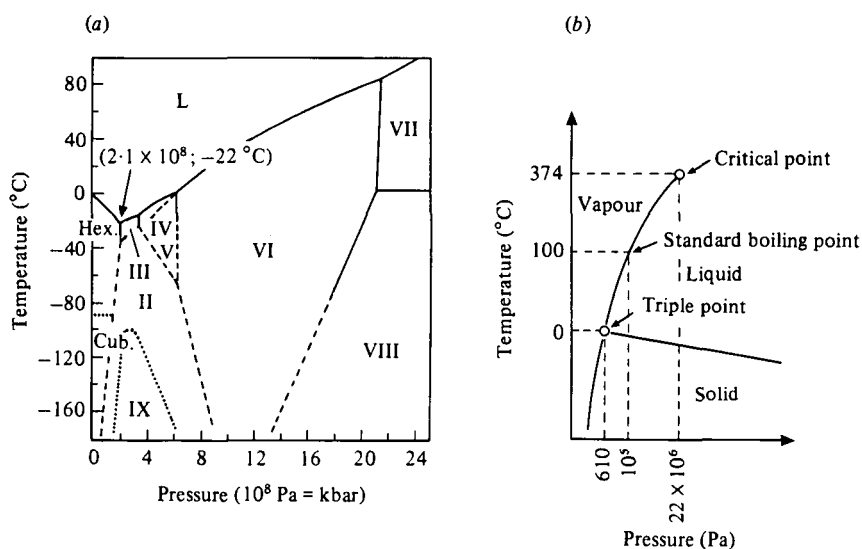 (a)
80
40
0
−40
−80
−120
−160
Temperature (°C)
L
(2·1 × 10⁸; −22 °C)
Hex.
III
IV
V
II
VI
VII
VIII
Cub.
IX
0
4
8
12
16
20
24
Pressure (10⁸ Pa = kbar)
(b)
374
100
0
Temperature (°C)
Critical point
Vapour
Standard boiling point
Liquid
Triple point
Solid
610
10⁵
22 × 10⁶
Pressure (Pa)